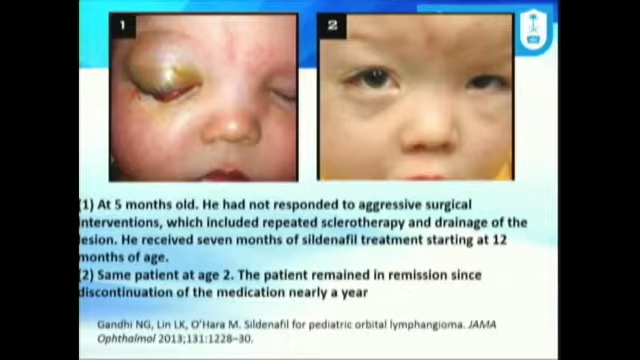 1
2
(1) At 5 months old. He had not responded to aggressive surgical
interventions, which included repeated sclerotherapy and drainage of the
lesion. He received seven months of sildenafil treatment starting at 12
months of age.
(2) Same patient at age 2. The patient remained in remission since
discontinuation of the medication nearly a year
Gandhi NG, Lin LK, O'Hara M. Sildenafil for pediatric orbital lymphangioma. JAMA
Ophthalmol 2013;131:1228–30.